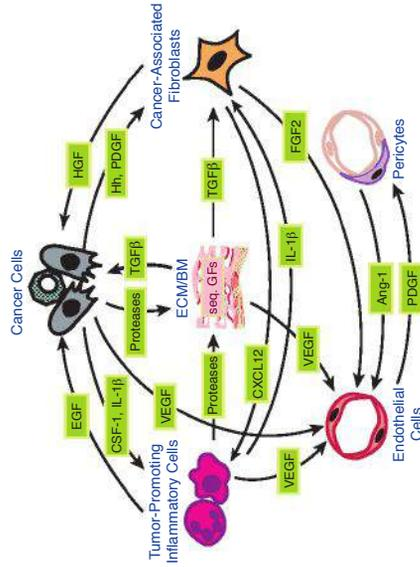 Cancer Cells
EGF
CSF-1, IL-1β
VEGF
Proteases
TGFβ
HGF
Hh, PDGF
Cancer-Associated
Fibroblasts
Tumor-Promoting
Inflammatory Cells
Proteases
ECM/BM
seq. GFs
TGFβ
CXCL12
IL-1β
VEGF
VEGF
FGF2
Endothelial
Cells
Ang-1
PDGF
Pericytes